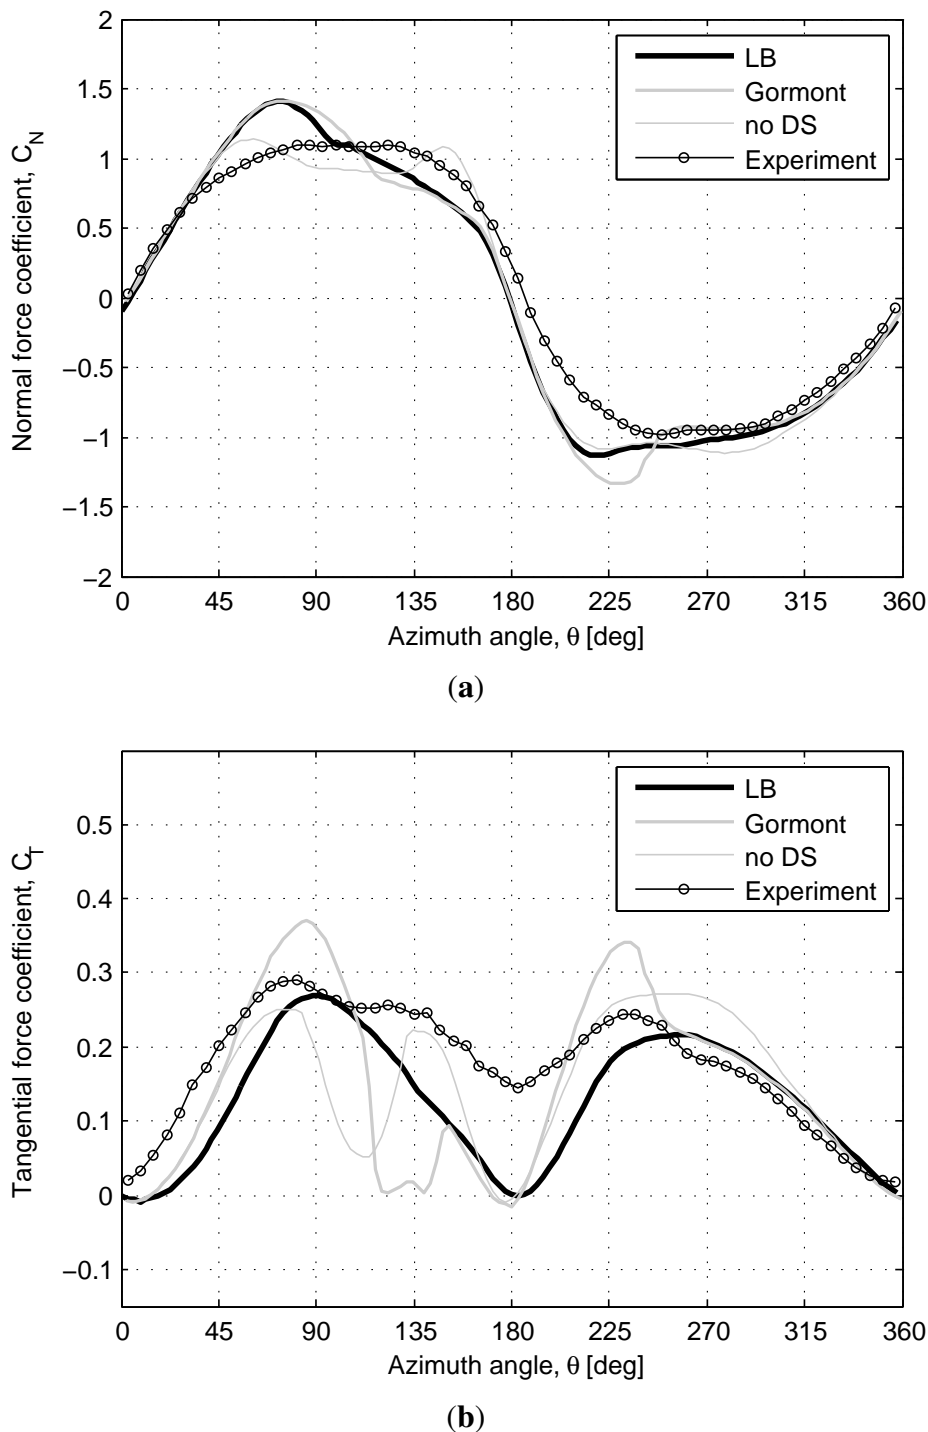 2
1.5
1
0.5
0
−0.5
−1
−1.5
−2
Normal force coefficient, C_N
LB
Gormont
no DS
Experiment
0 45 90 135 180 225 270 315 360
Azimuth angle, θ [deg]
(a)
0.5
0.4
0.3
0.2
0.1
0
−0.1
Tangential force coefficient, C_T
LB
Gormont
no DS
Experiment
0 45 90 135 180 225 270 315 360
Azimuth angle, θ [deg]
(b)